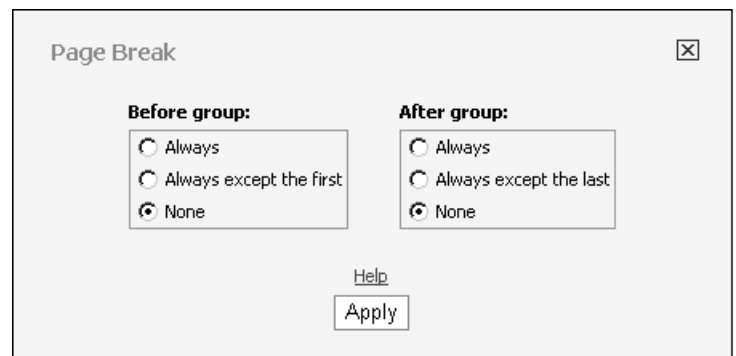 Page Break
Before group:
Always
Always except the first
None
After group:
Always
Always except the last
None
Help
Apply